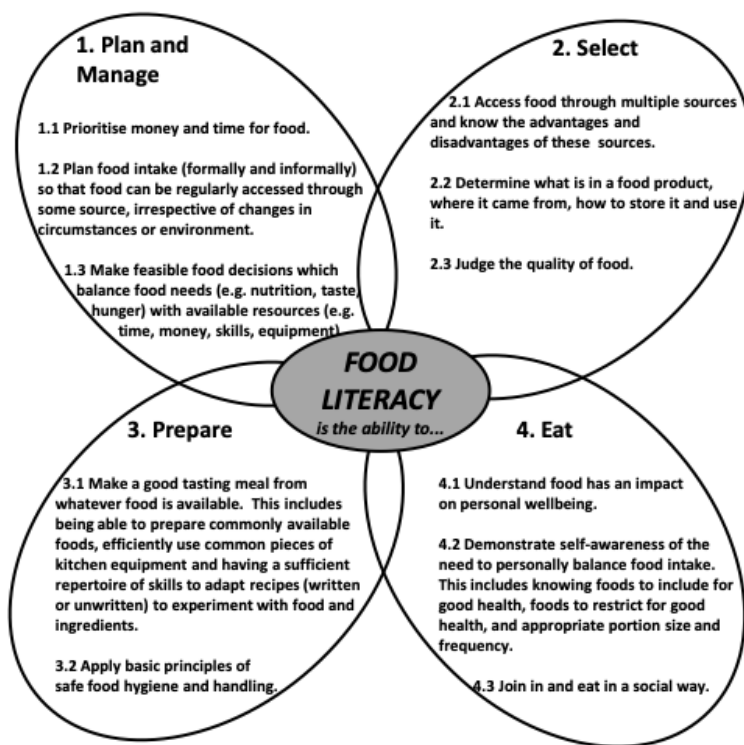 1. Plan and
Manage
1.1 Prioritise money and time for food.
1.2 Plan food intake (formally and informally)
so that food can be regularly accessed through
some source, irrespective of changes in
circumstances or environment.
1.3 Make feasible food decisions which
balance food needs (e.g. nutrition, taste,
hunger) with available resources (e.g.
time, money, skills, equipment)
2. Select
2.1 Access food through multiple sources
and know the advantages and
disadvantages of these sources.
2.2 Determine what is in a food product,
where it came from, how to store it and use
it.
2.3 Judge the quality of food.
FOOD
LITERACY
is the ability to...
3. Prepare
3.1 Make a good tasting meal from
whatever food is available. This includes
being able to prepare commonly available
foods, efficiently use common pieces of
kitchen equipment and having a sufficient
repertoire of skills to adapt recipes (written
or unwritten) to experiment with food and
ingredients.
3.2 Apply basic principles of
safe food hygiene and handling.
4. Eat
4.1 Understand food has an impact
on personal wellbeing.
4.2 Demonstrate self-awareness of the
need to personally balance food intake.
This includes knowing foods to include for
good health, foods to restrict for good
health, and appropriate portion size and
frequency.
4.3 Join in and eat in a social way.